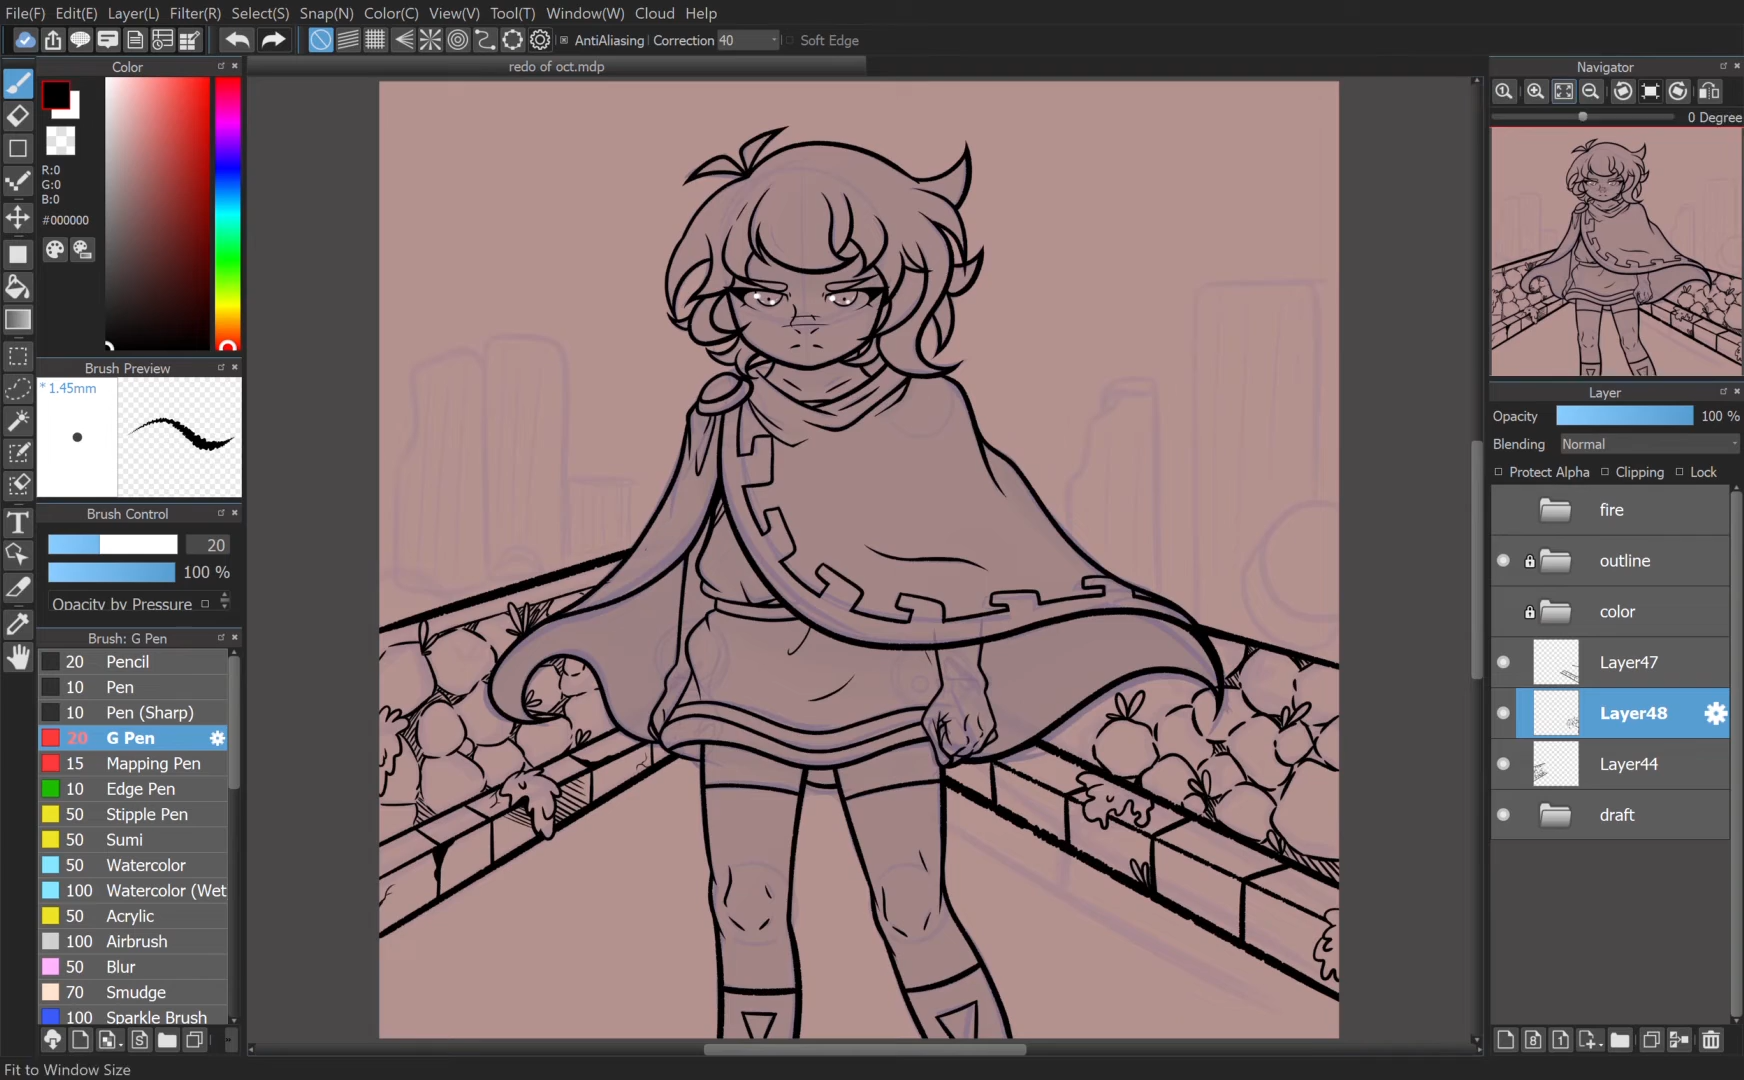 File(F) Edit(E) Layer(L) Filter(R) Select(S) Snap(N) Color(C) View(V) Tool(T) Window(W) Cloud Help
AntiAliasing Correction 40 Soft Edge
redo of oct.mdp
Color
R:0
G:0
B:0
#000000
Brush Preview
* 1.45mm
Brush Control
20
100 %
Opacity by Pressure
Brush: G Pen
20 Pencil
10 Pen
10 Pen (Sharp)
20 G Pen
15 Mapping Pen
10 Edge Pen
50 Stipple Pen
50 Sumi
50 Watercolor
100 Watercolor (Wet
50 Acrylic
100 Airbrush
50 Blur
70 Smudge
100 Sparkle Brush
Fit to Window Size
Navigator
0 Degree
Layer
Opacity 100 %
Blending Normal
Protect Alpha Clipping Lock
fire
outline
color
Layer47
Layer48
Layer44
draft